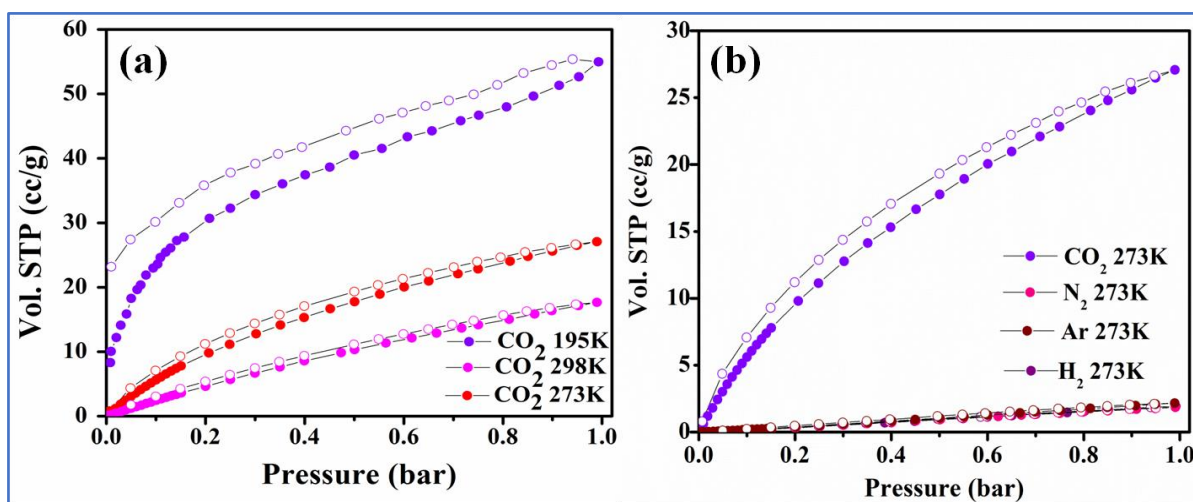 (a)
60
50
40
30
20
10
0
Vol. STP (cc/g)
CO₂ 195K
CO₂ 298K
CO₂ 273K
0.0 0.2 0.4 0.6 0.8 1.0
Pressure (bar)
(b)
30
25
20
15
10
5
0
Vol. STP (cc/g)
CO₂ 273K
N₂ 273K
Ar 273K
H₂ 273K
0.0 0.2 0.4 0.6 0.8 1.0
Pressure (bar)